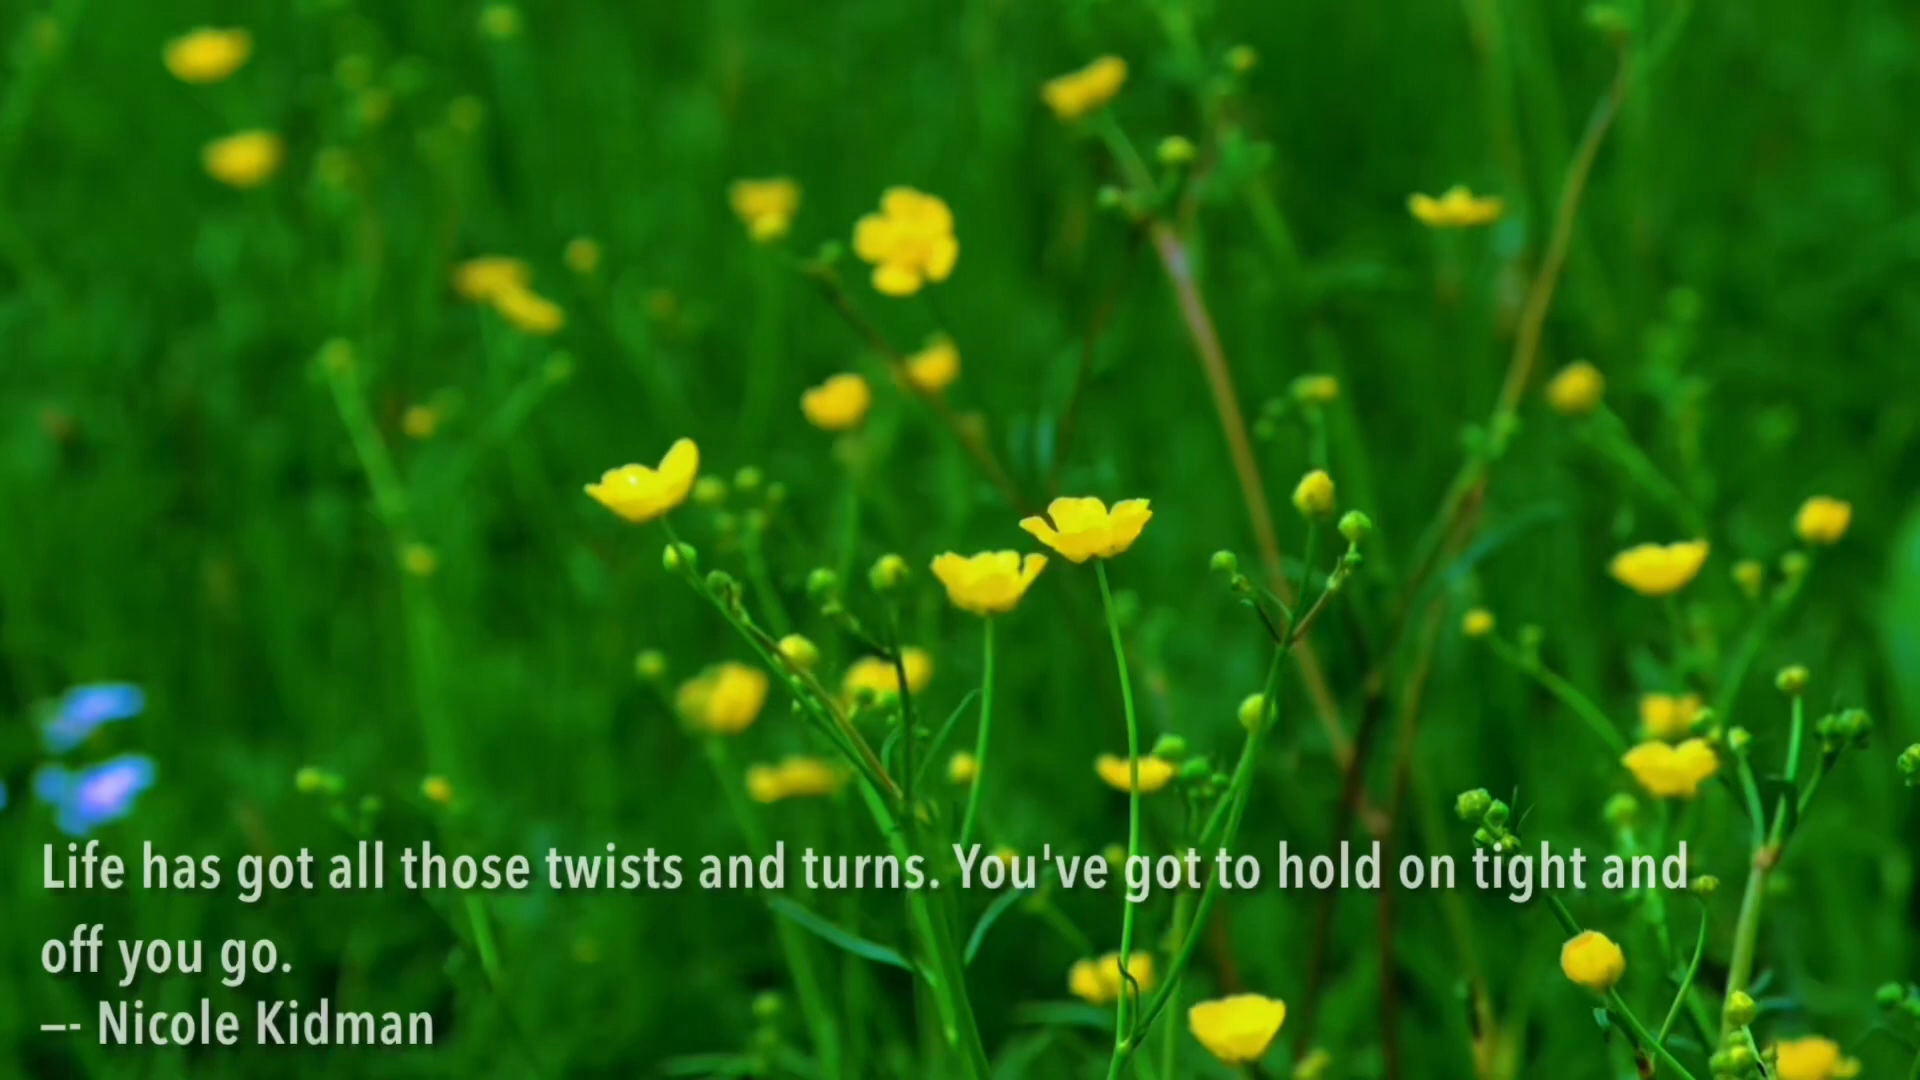 Life has got all those twists and turns. You've got to hold on tight and
off you go.
—- Nicole Kidman